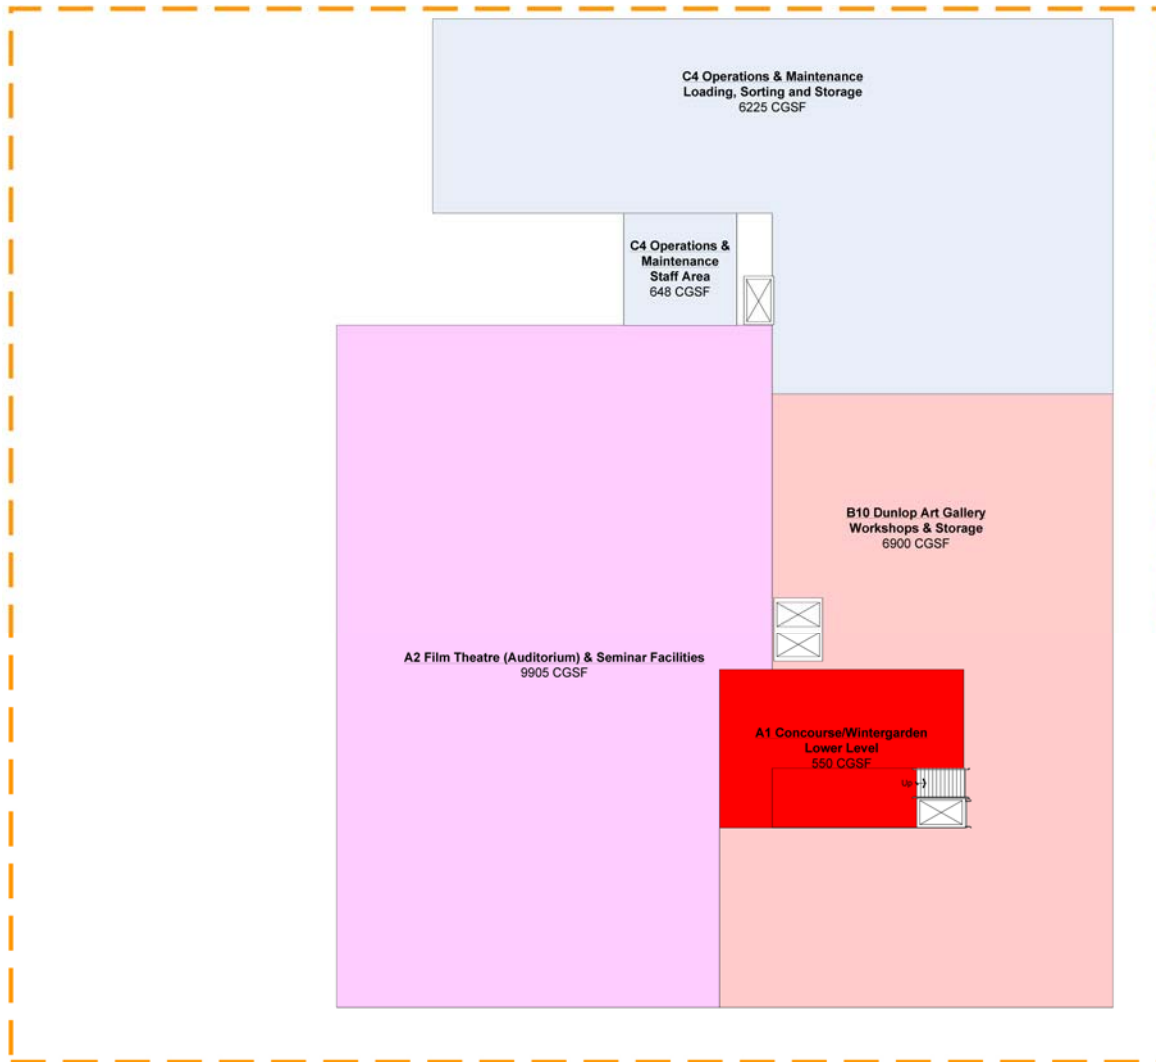 C4 Operations & Maintenance
Loading, Sorting and Storage
6225 CGSF
C4 Operations &
Maintenance
Staff Area
648 CGSF
B10 Dunlop Art Gallery
Workshops & Storage
6900 CGSF
A2 Film Theatre (Auditorium) & Seminar Facilities
9905 CGSF
A1 Concourse/Wintergarden
Lower Level
550 CGSF
Up